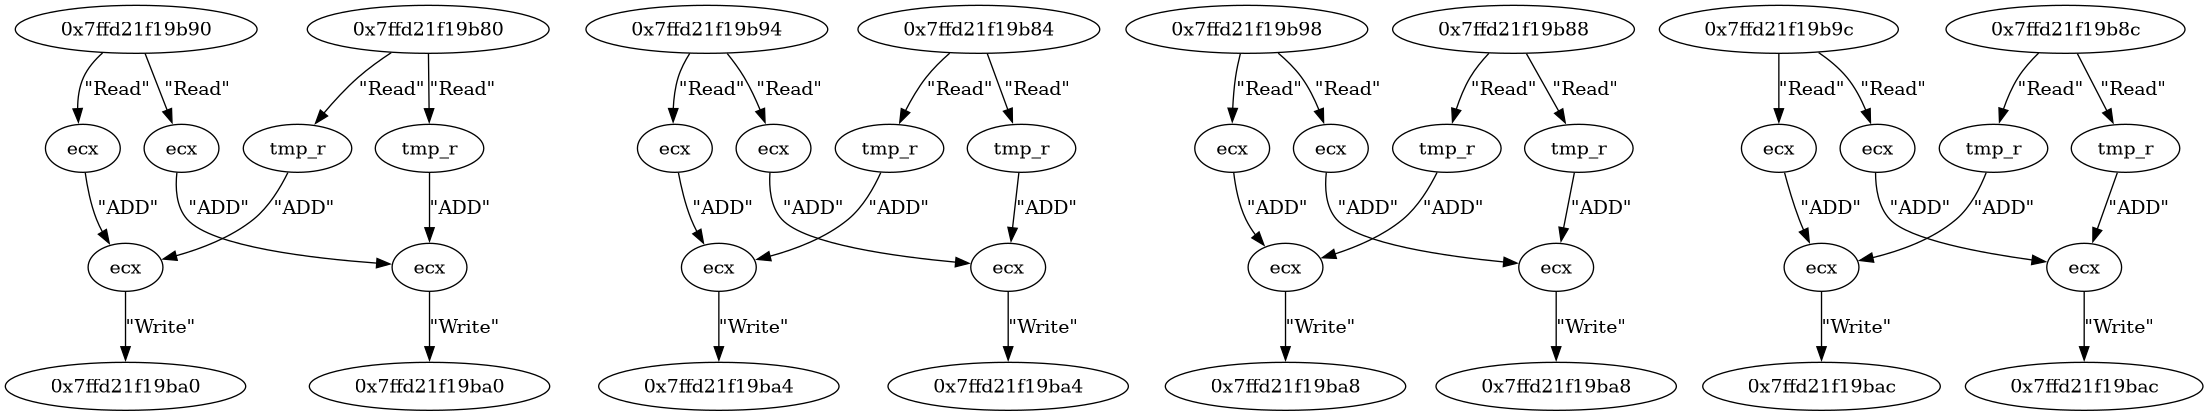 0x7ffd21f19b90 0x7ffd21f19b80 0x7ffd21f19b94 0x7ffd21f19b84 0x7ffd21f19b98 0x7ffd21f19b88 0x7ffd21f19b9c 0x7ffd21f19b8c
"Read" "Read" "Read" "Read" "Read" "Read" "Read" "Read" "Read" "Read" "Read" "Read" "Read" "Read" "Read" "Read"
ecx ecx tmp_r tmp_r ecx ecx tmp_r tmp_r ecx ecx tmp_r tmp_r ecx ecx tmp_r tmp_r
"ADD" "ADD" "ADD" "ADD" "ADD" "ADD" "ADD" "ADD" "ADD" "ADD" "ADD" "ADD" "ADD" "ADD" "ADD" "ADD"
ecx ecx ecx ecx ecx ecx ecx ecx
"Write" "Write" "Write" "Write" "Write" "Write" "Write" "Write"
0x7ffd21f19ba0 0x7ffd21f19ba0 0x7ffd21f19ba4 0x7ffd21f19ba4 0x7ffd21f19ba8 0x7ffd21f19ba8 0x7ffd21f19bac 0x7ffd21f19bac